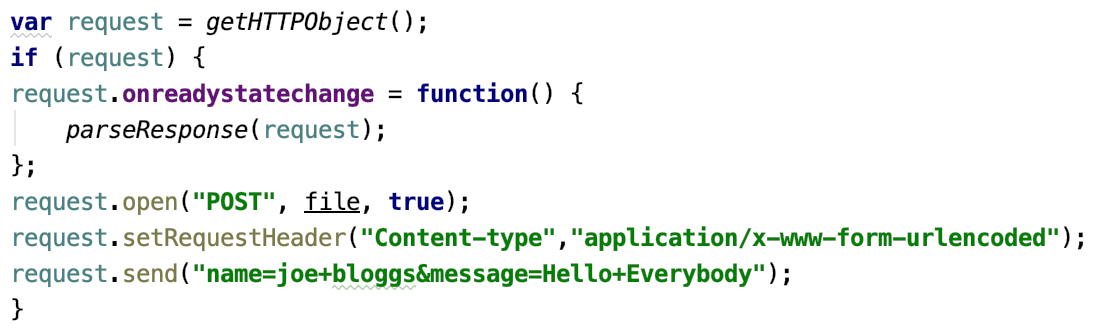 var request = getHTTPObject();
if (request) {
request.onreadystatechange = function() {
    parseResponse(request);
};
request.open("POST", file, true);
request.setRequestHeader("Content-type","application/x-www-form-urlencoded");
request.send("name=joe+bloggs&message=Hello+Everybody");
}